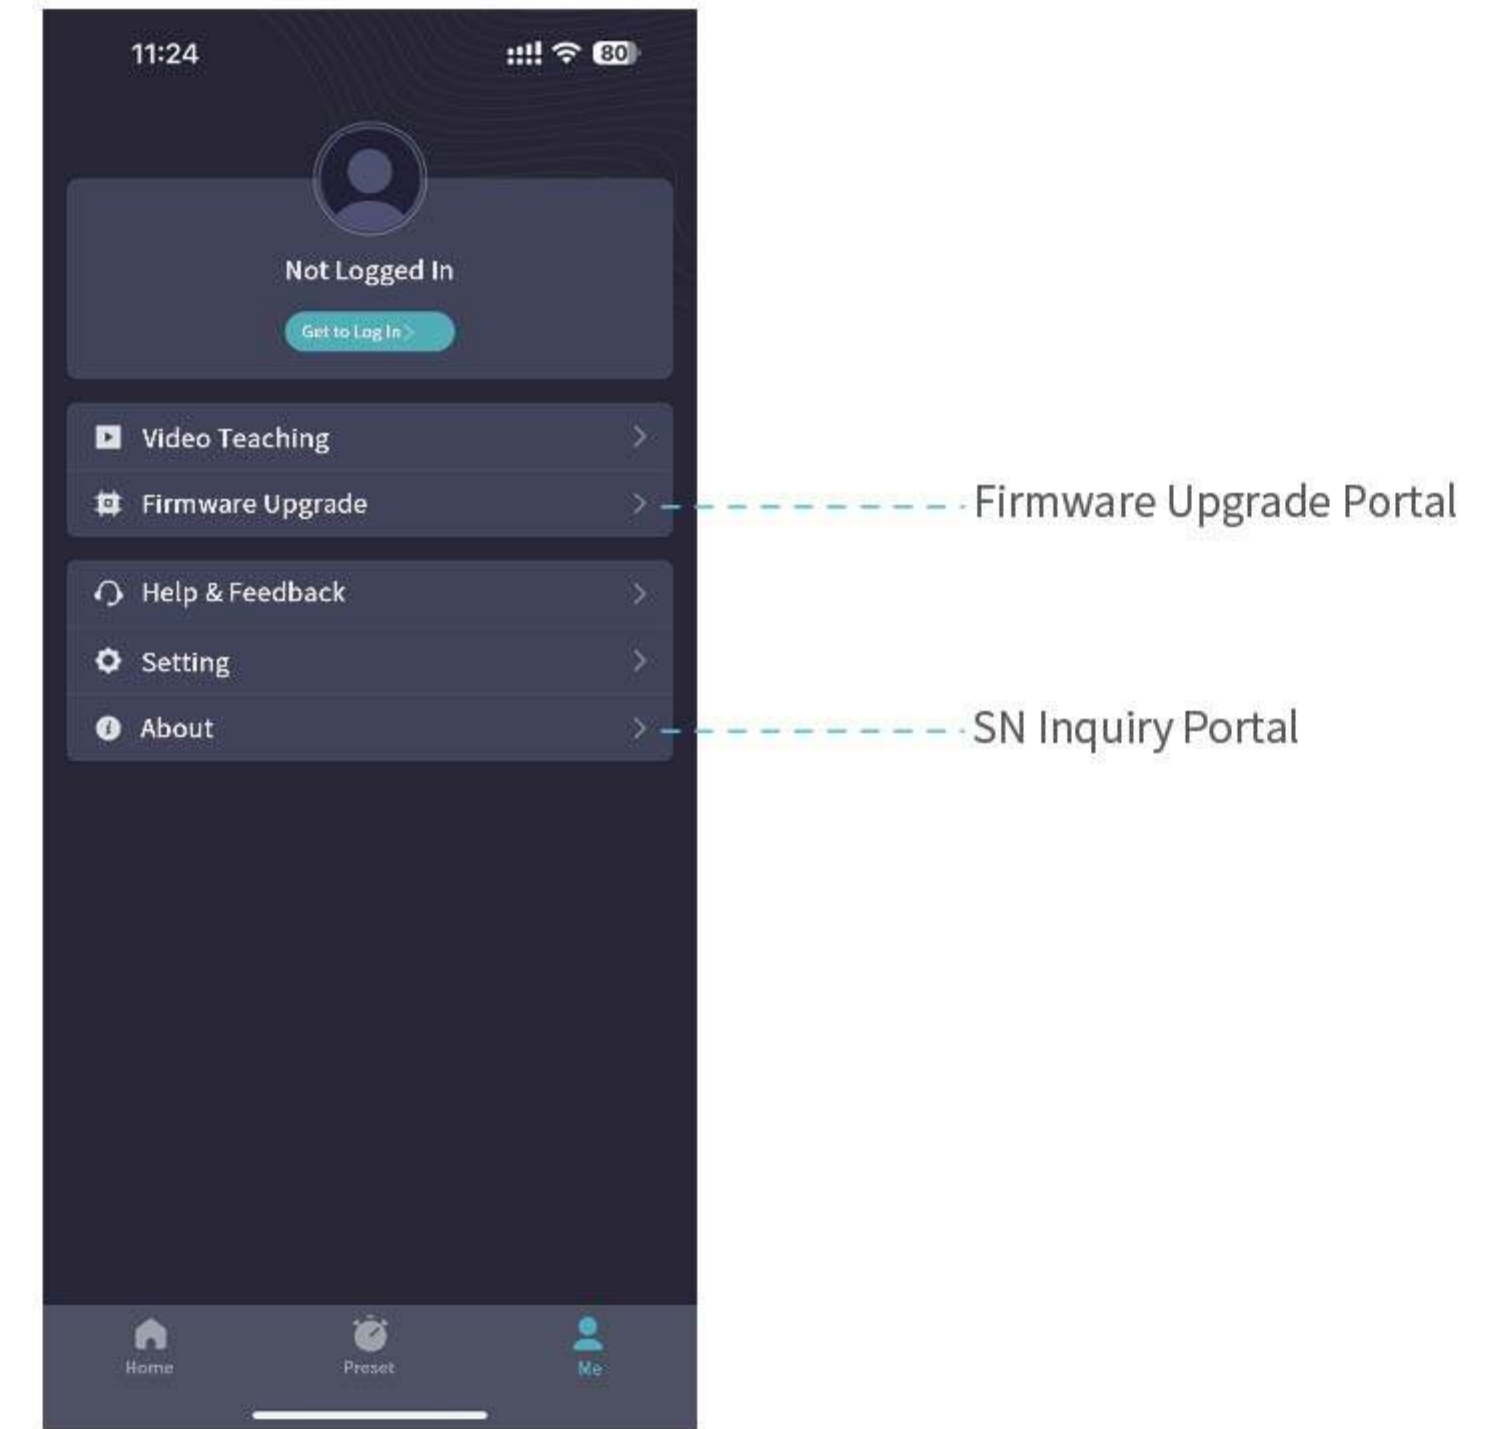 11:24 80
Not Logged In
Get to Log In
Video Teaching
Firmware Upgrade
Firmware Upgrade Portal
Help & Feedback
Setting
About
SN Inquiry Portal
Home Preset Me